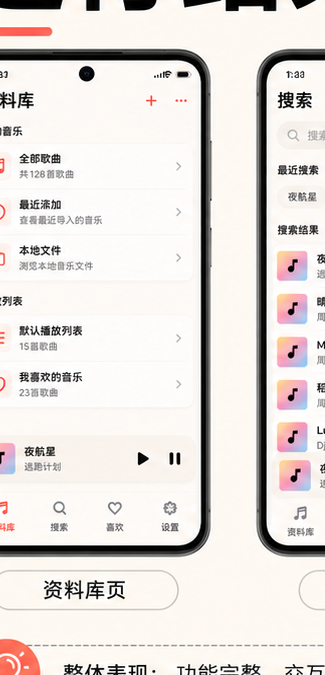 料库
音乐
全部歌曲
共128首歌曲
最近添加
查看最近导入的音乐
本地文件
浏览本地音乐文件
列表
默认播放列表
15首歌曲
我喜欢的音乐
23首歌曲
夜航星
逃跑计划
搜索
喜欢
设置
资料库页
1:33
搜索
搜索
最近搜索
夜航星
搜索结果
夜
逃
晴
周
M
周
稻
周
Lu
Dj
夜
逃
资料库
整体表现：功能完整，交互